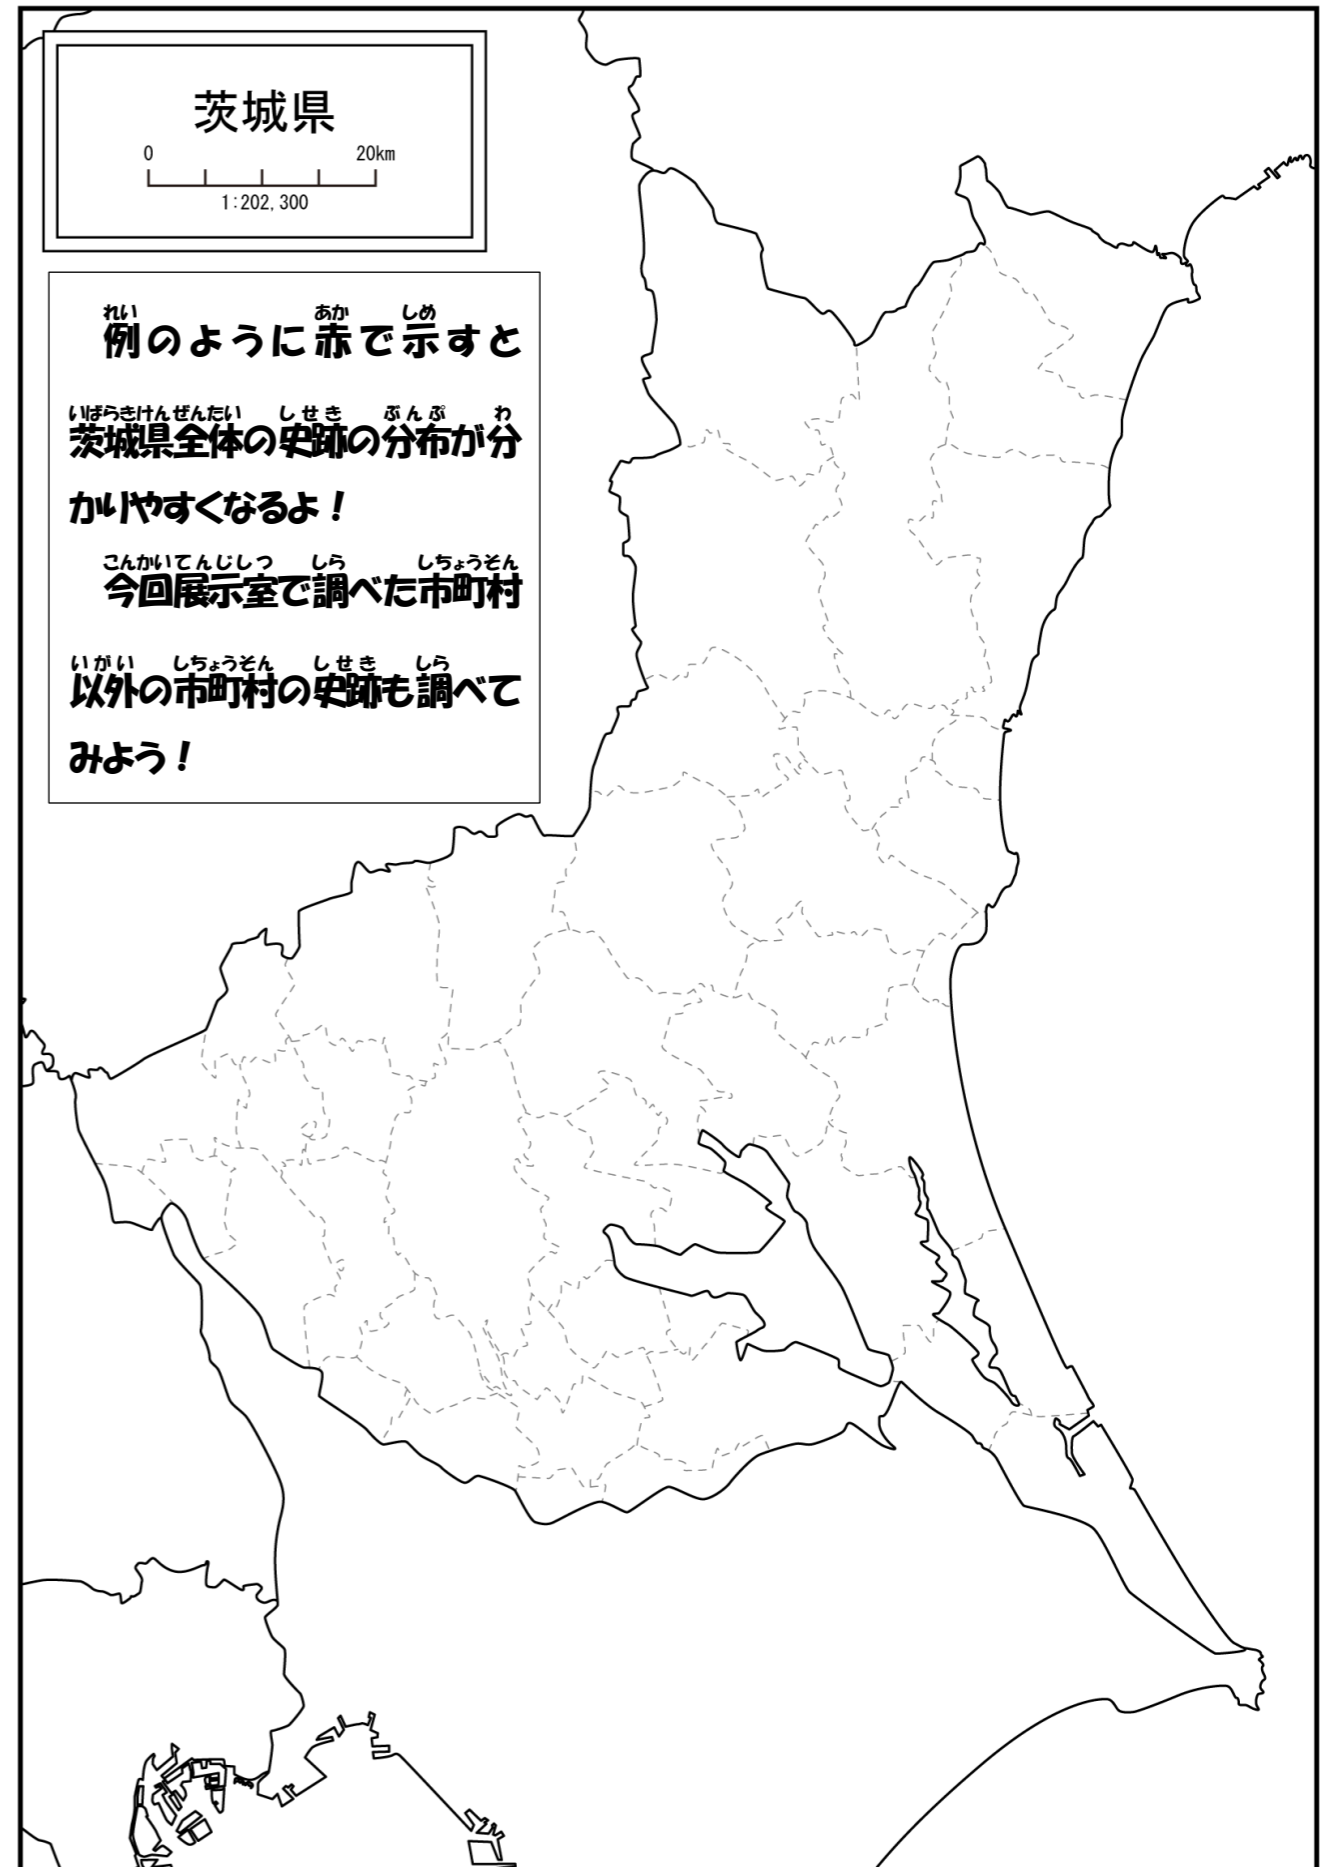 茨城県
0 20km
1:202,300
れい あか しめ
例のように赤で示すと
いばらきけんぜんたい しせき ぶんぷ わ
茨城県全体の史跡の分布が分
かりやすくなるよ！
こんかいてんじしつ しら しちょうそん
今回展示室で調べた市町村
いがい しちょうそん しせき しら
以外の市町村の史跡も調べて
みよう！